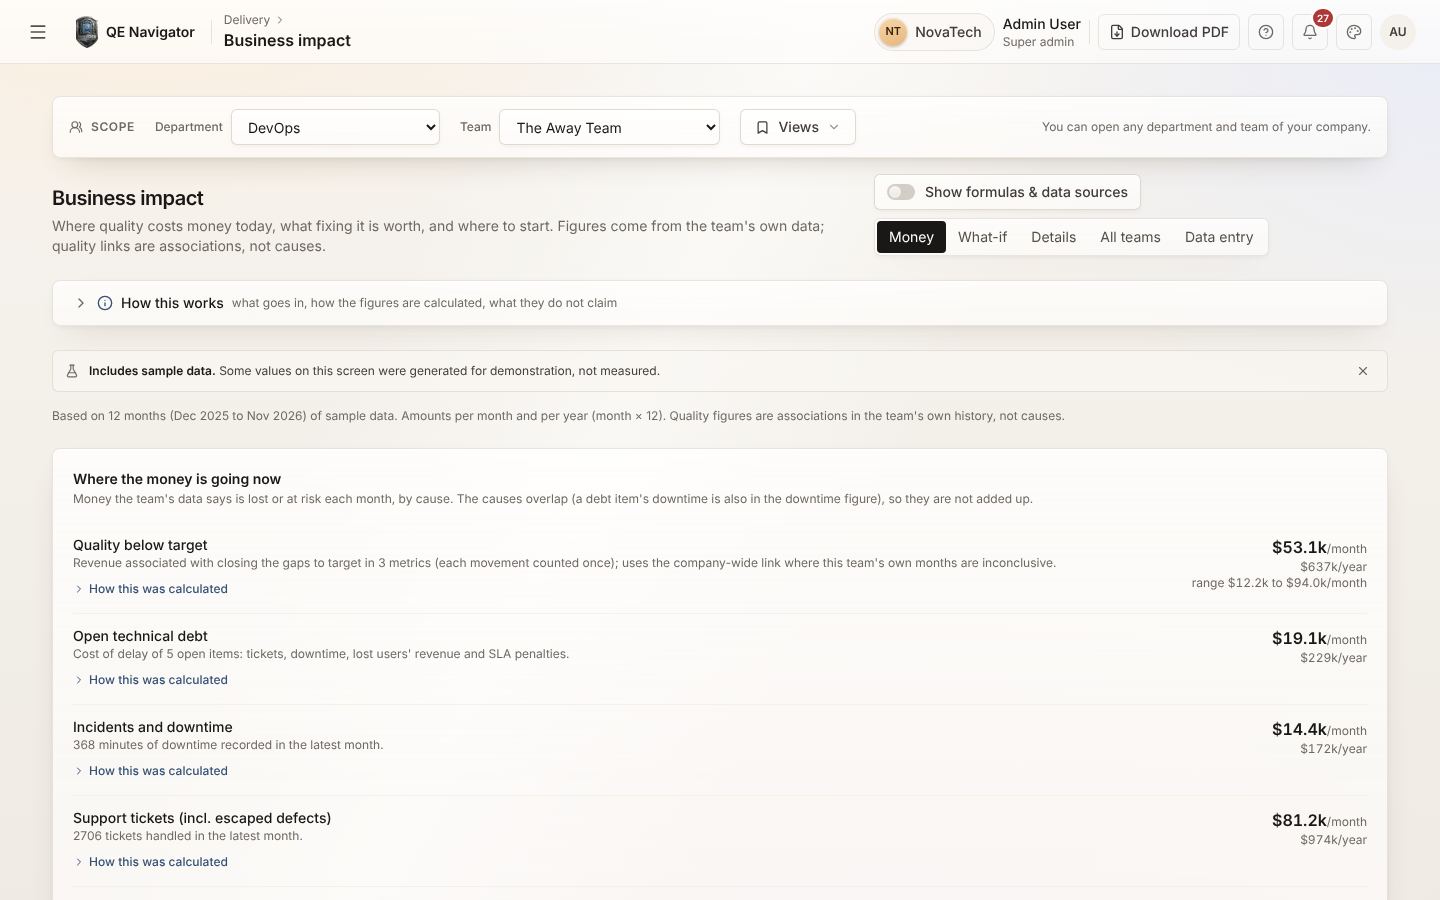 QE Navigator
Delivery
Business impact
NT NovaTech
Admin User
Super admin
Download PDF
27
AU
SCOPE Department DevOps Team The Away Team Views You can open any department and team of your company.
Business impact
Where quality costs money today, what fixing it is worth, and where to start. Figures come from the team's own data;
quality links are associations, not causes.
Show formulas & data sources
Money What-if Details All teams Data entry
How this works what goes in, how the figures are calculated, what they do not claim
Includes sample data. Some values on this screen were generated for demonstration, not measured.
Based on 12 months (Dec 2025 to Nov 2026) of sample data. Amounts per month and per year (month × 12). Quality figures are associations in the team's own history, not causes.
Where the money is going now
Money the team's data says is lost or at risk each month, by cause. The causes overlap (a debt item's downtime is also in the downtime figure), so they are not added up.
Quality below target
Revenue associated with closing the gaps to target in 3 metrics (each movement counted once); uses the company-wide link where this team's own months are inconclusive.
How this was calculated
$53.1k/month
$637k/year
range $12.2k to $94.0k/month
Open technical debt
Cost of delay of 5 open items: tickets, downtime, lost users' revenue and SLA penalties.
How this was calculated
$19.1k/month
$229k/year
Incidents and downtime
368 minutes of downtime recorded in the latest month.
How this was calculated
$14.4k/month
$172k/year
Support tickets (incl. escaped defects)
2706 tickets handled in the latest month.
How this was calculated
$81.2k/month
$974k/year